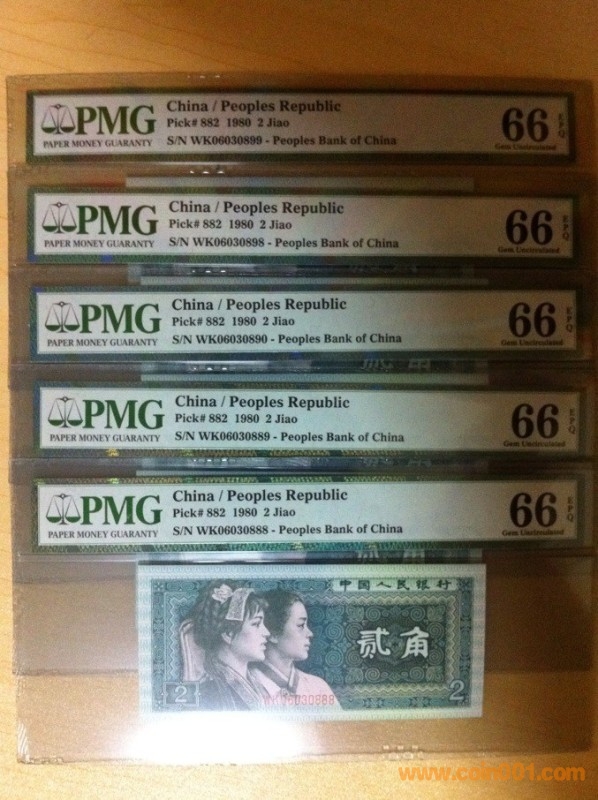 PMG
PAPER MONEY GUARANTY
China / Peoples Republic
Pick# 882 1980 2 Jiao
S/N WK06030899 - Peoples Bank of China
66 EPQ
Gem Uncirculated
PMG
PAPER MONEY GUARANTY
China / Peoples Republic
Pick# 882 1980 2 Jiao
S/N WK06030898 - Peoples Bank of China
66 EPQ
Gem Uncirculated
PMG
PAPER MONEY GUARANTY
China / Peoples Republic
Pick# 882 1980 2 Jiao
S/N WK06030890 - Peoples Bank of China
66 EPQ
Gem Uncirculated
贰角
PMG
PAPER MONEY GUARANTY
China / Peoples Republic
Pick# 882 1980 2 Jiao
S/N WK06030889 - Peoples Bank of China
66 EPQ
Gem Uncirculated
PMG
PAPER MONEY GUARANTY
China / Peoples Republic
Pick# 882 1980 2 Jiao
S/N WK06030888 - Peoples Bank of China
66 EPQ
Gem Uncirculated
中国人民银行
贰角
2
WK06030888
2
www.coin001.com